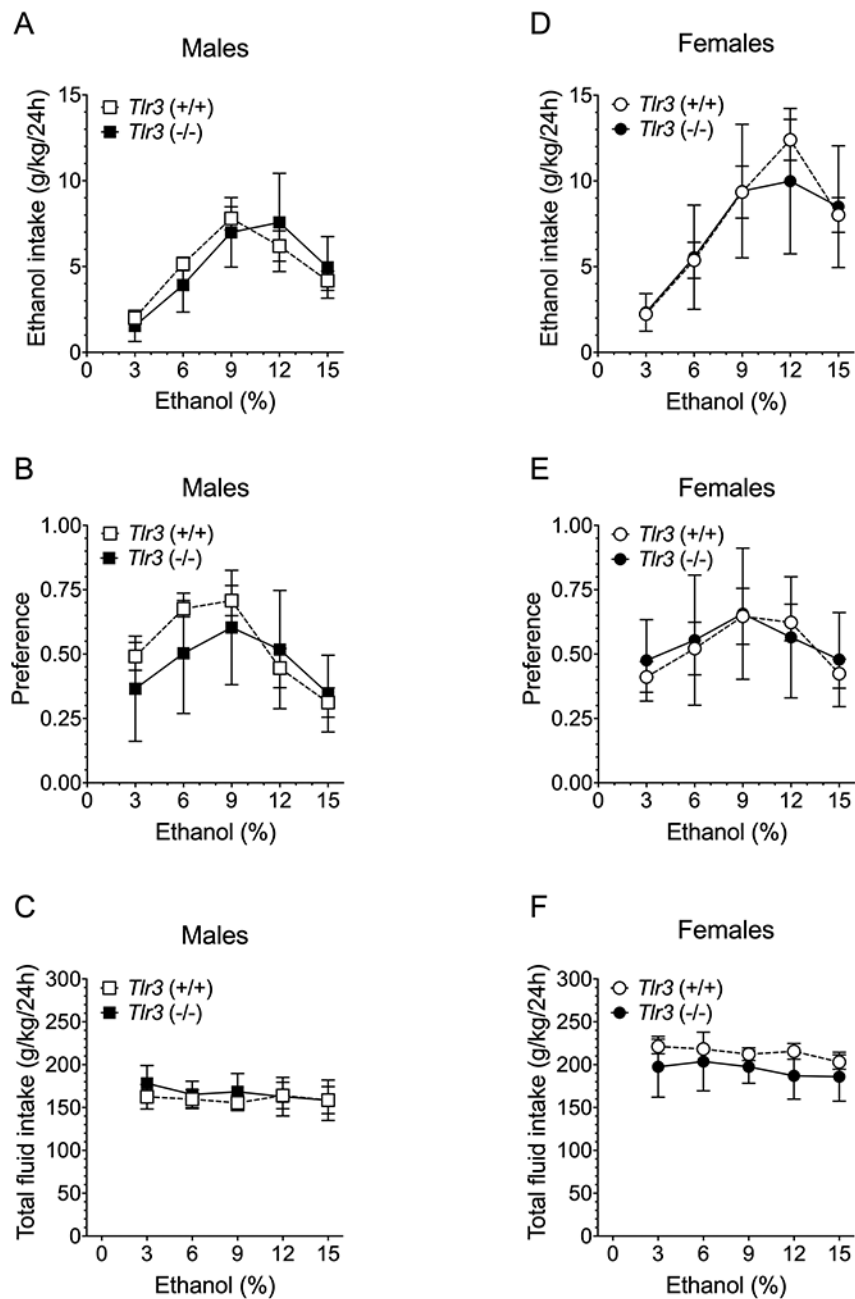 A
Males
Ethanol intake (g/kg/24h)
15
10
5
0
Tlr3 (+/+)
Tlr3 (-/-)
0 3 6 9 12 15
Ethanol (%)
D
Females
Ethanol intake (g/kg/24h)
15
10
5
0
Tlr3 (+/+)
Tlr3 (-/-)
0 3 6 9 12 15
Ethanol (%)
B
Males
Preference
1.00
0.75
0.50
0.25
0.00
Tlr3 (+/+)
Tlr3 (-/-)
0 3 6 9 12 15
Ethanol (%)
E
Females
Preference
1.00
0.75
0.50
0.25
0.00
Tlr3 (+/+)
Tlr3 (-/-)
0 3 6 9 12 15
Ethanol (%)
C
Males
Total fluid intake (g/kg/24h)
300
250
200
150
100
50
0
Tlr3 (+/+)
Tlr3 (-/-)
0 3 6 9 12 15
Ethanol (%)
F
Females
Total fluid intake (g/kg/24h)
300
250
200
150
100
50
0
Tlr3 (+/+)
Tlr3 (-/-)
0 3 6 9 12 15
Ethanol (%)